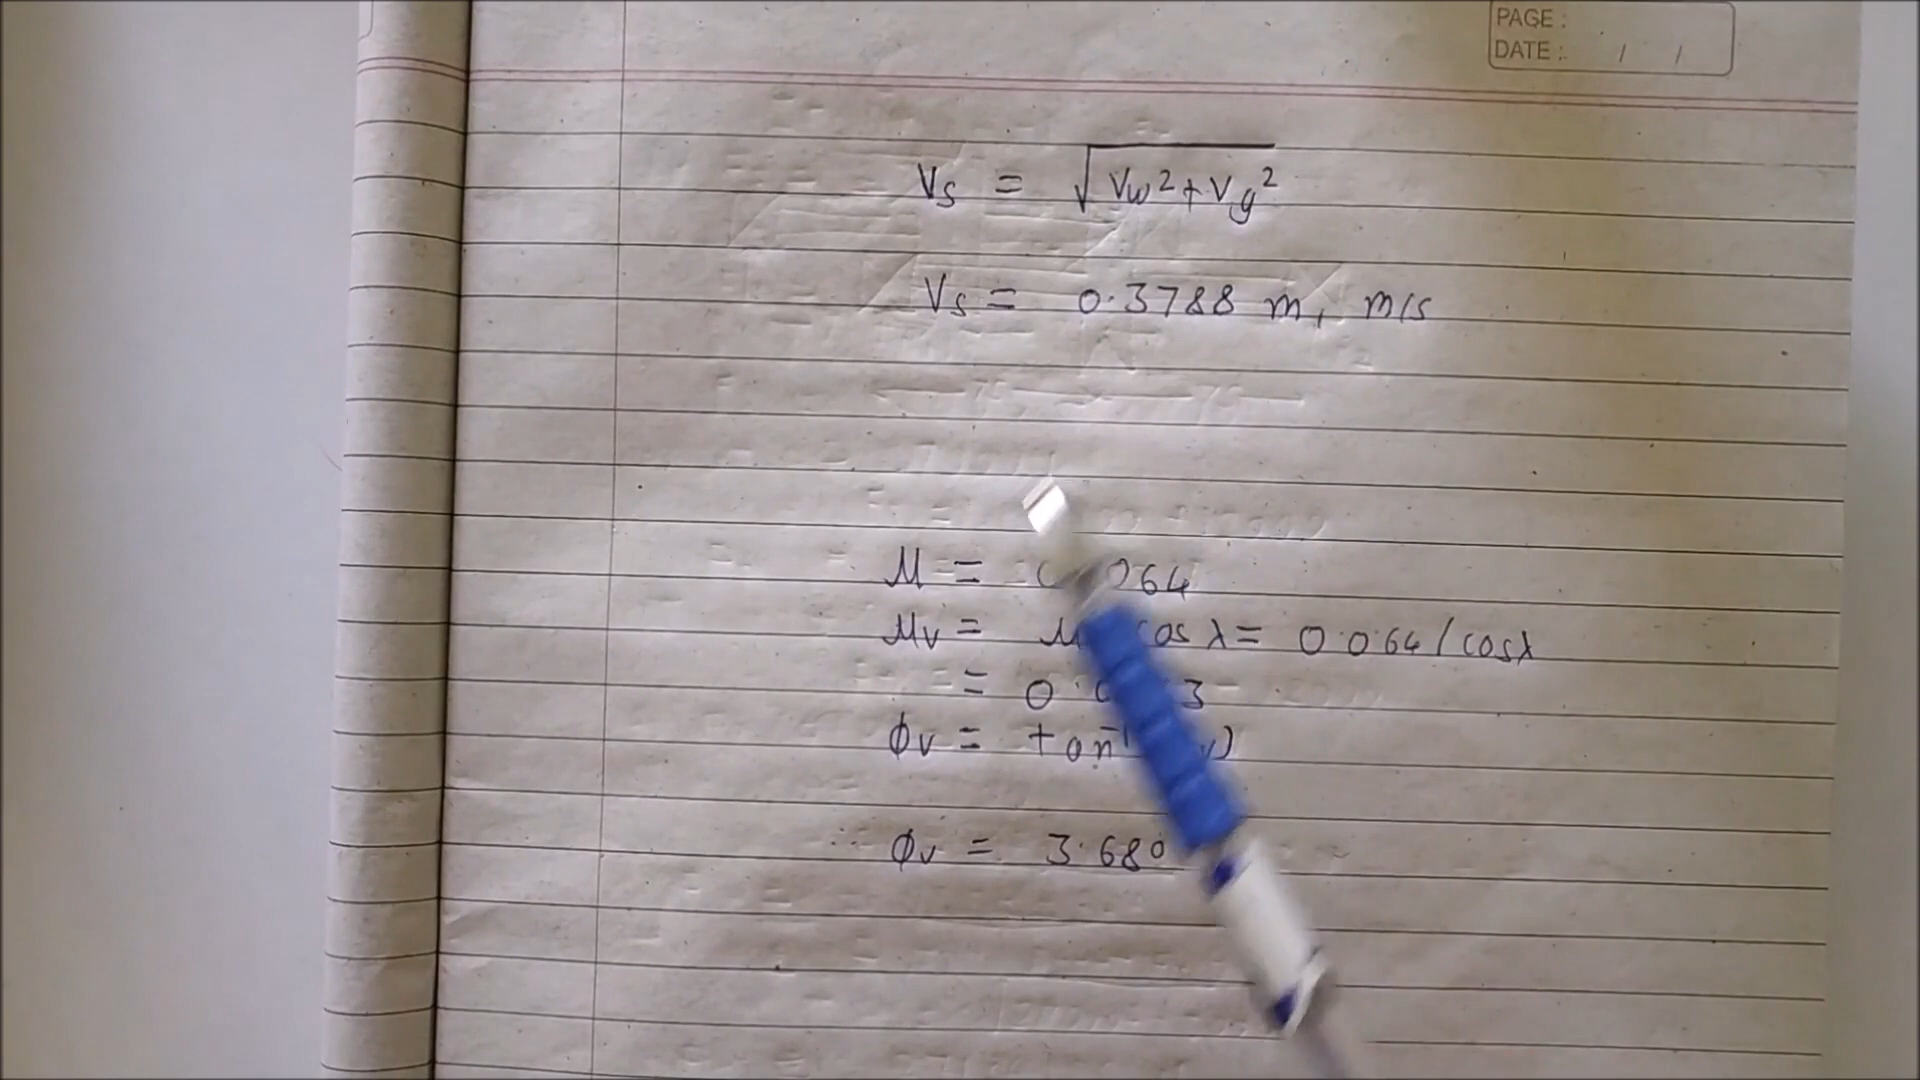 PAGE :
DATE : / /
Vs = √Vw²+Vg²
Vs = 0.3788 m, m/s
μ = 064
μv = cos λ = 0.064/cosλ
= 0. 3
φv = tan⁻¹
φv = 3.680